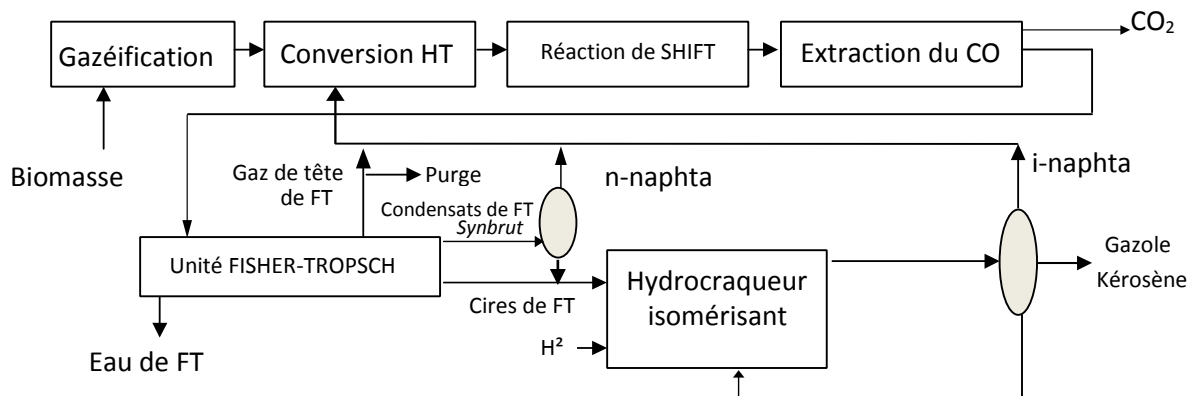 CO₂
Gazéification
Conversion HT
Réaction de SHIFT
Extraction du CO
Biomasse
Gaz de tête
de FT
Purge
n-naphta
i-naphta
Condensats de FT
Synbrut
Unité FISHER-TROPSCH
Gazole
Kérosène
Hydrocraqueur
isomérisant
Cires de FT
H²
Eau de FT